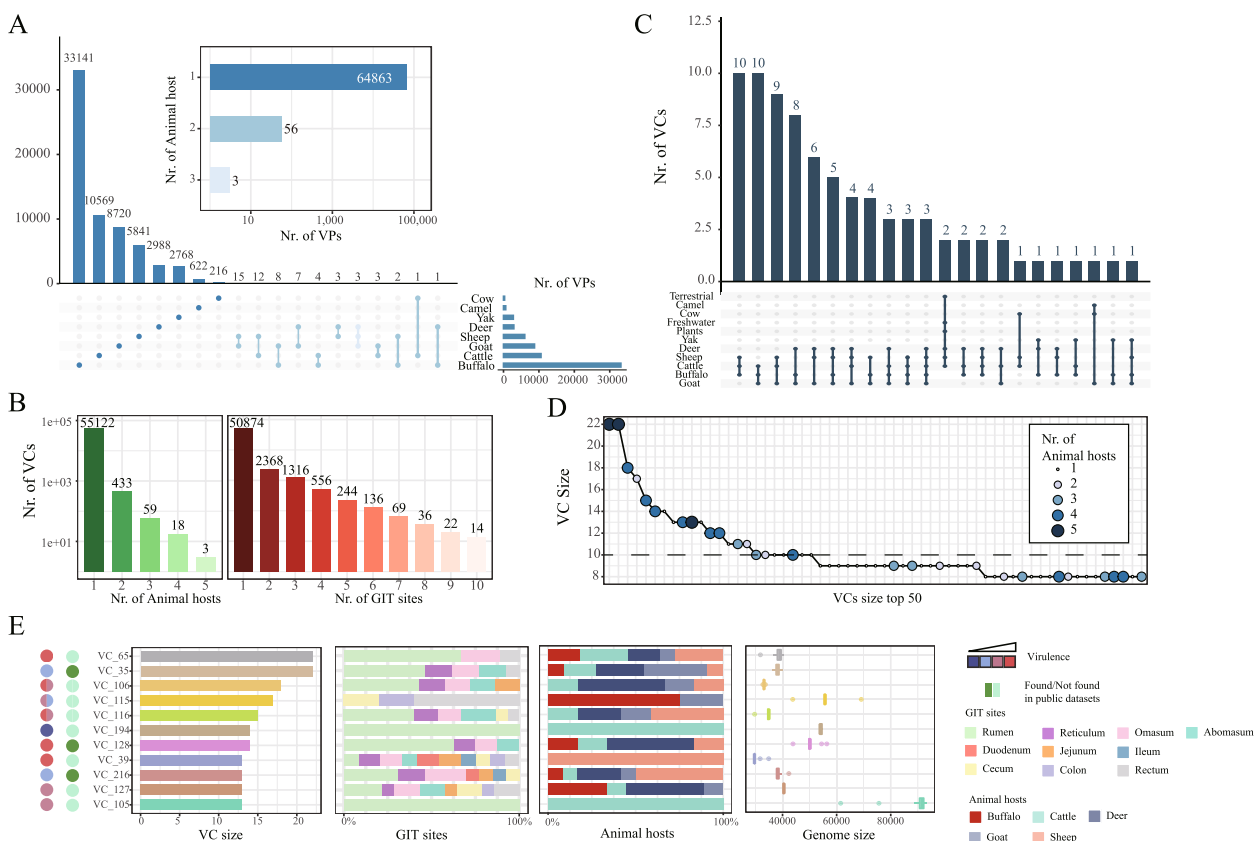 A
33141
30000
20000
10000
0
10569
8720
5841
2988
2768
622
216
15
12
8
7
4
3
3
3
2
1
1
Nr. of Animal host
1
2
3
64863
56
3
10
1,000
100,000
Nr. of VPs
Nr. of VPs
Cow
Camel
Yak
Deer
Sheep
Goat
Cattle
Buffalo
0
10000
20000
30000
C
Nr. of VCs
12.5
10.0
7.5
5.0
2.5
0.0
10
10
9
8
6
5
4
4
3
3
3
2
2
2
2
1
1
1
1
1
1
1
Terrestrial
Camel
Cow
Freshwater
Plants
Yak
Deer
Sheep
Cattle
Buffalo
Goat
B
Nr. of VCs
1e+05
1e+03
1e+01
55122
433
59
18
3
1
2
3
4
5
Nr. of Animal hosts
50874
2368
1316
556
244
136
69
36
22
14
1
2
3
4
5
6
7
8
9
10
Nr. of GIT sites
D
VC Size
22
20
18
16
14
12
10
8
Nr. of
Animal hosts
1
2
3
4
5
VCs size top 50
E
VC_65
VC_35
VC_106
VC_115
VC_116
VC_194
VC_128
VC_39
VC_216
VC_127
VC_105
0
5
10
15
20
VC size
0%
100%
GIT sites
0%
100%
Animal hosts
40000
60000
80000
Genome size
Virulence
Found/Not found
in public datasets
GIT sites
Rumen
Reticulum
Omasum
Abomasum
Duodenum
Jejunum
Ileum
Cecum
Colon
Rectum
Animal hosts
Buffalo
Cattle
Deer
Goat
Sheep